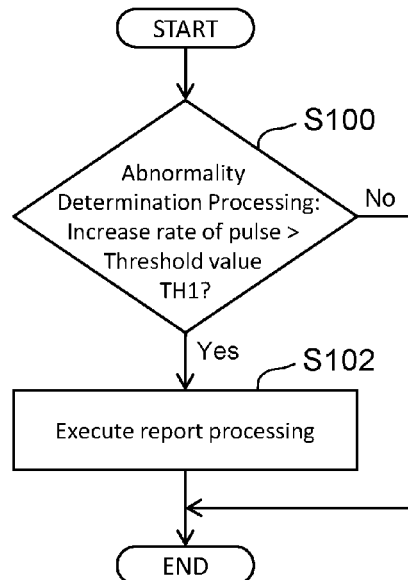 START
S100
Abnormality
Determination Processing:
Increase rate of pulse >
Threshold value
TH1?
No
Yes
S102
Execute report processing
END